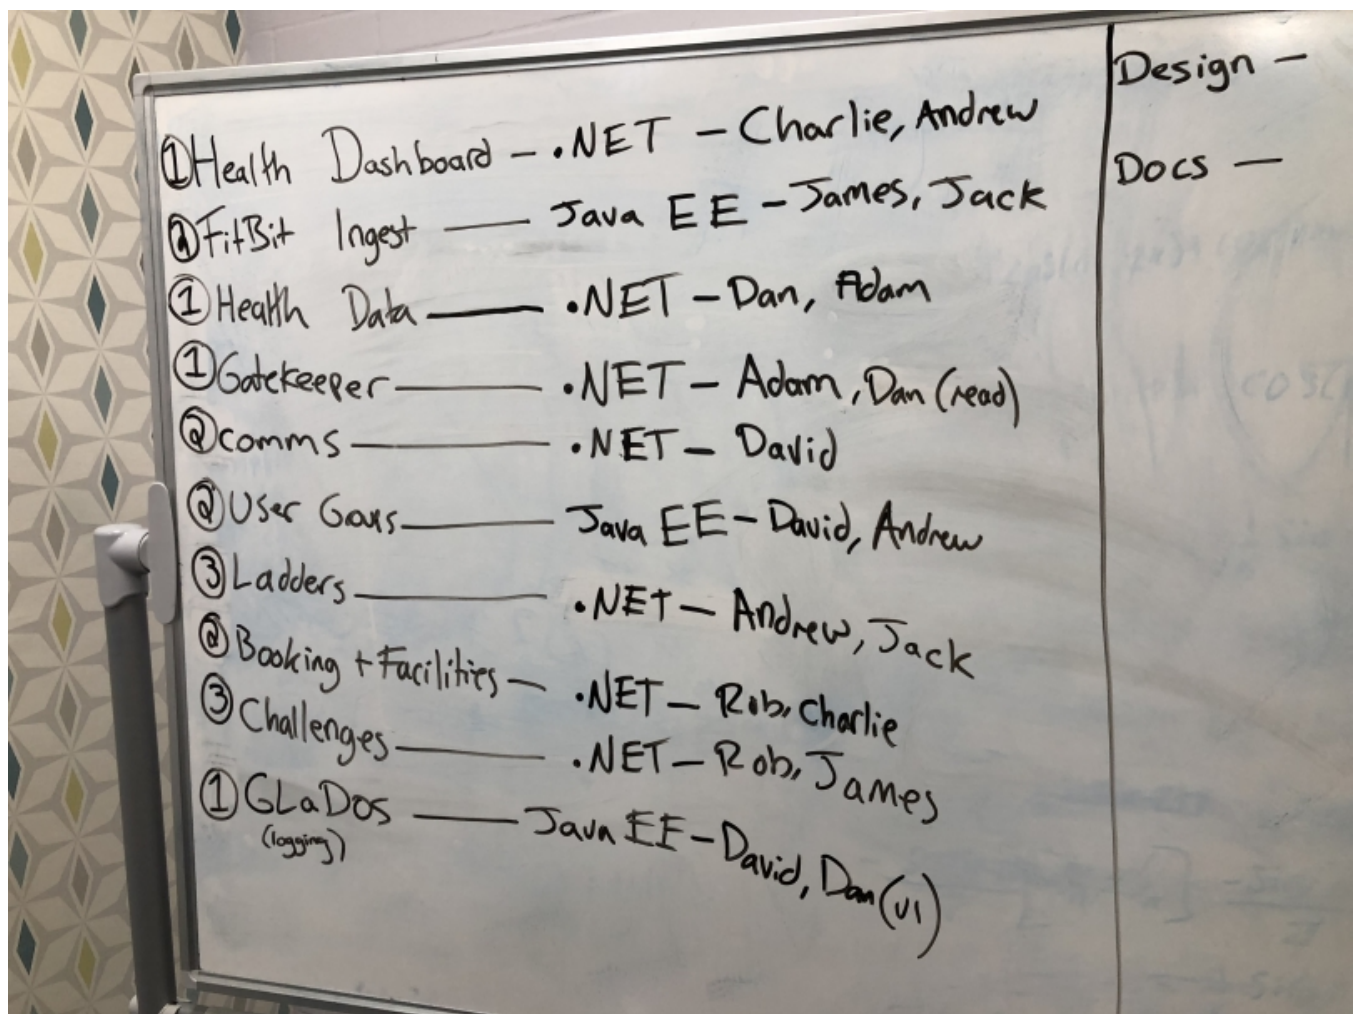 ① Health Dashboard - .NET - Charlie, Andrew
② FitBit Ingest — Java EE - James, Jack
① Health Data — .NET - Dan, Adam
① Gatekeeper — .NET - Adam, Dan (read)
② comms — .NET - David
② User Goals — Java EE - David, Andrew
③ Ladders — .NET - Andrew, Jack
② Booking + Facilities - .NET - Rob, Charlie
③ Challenges — .NET - Rob, James
① GLaDOS — Java EE - David, Dan (v1)
(logging)
Design -
Docs —